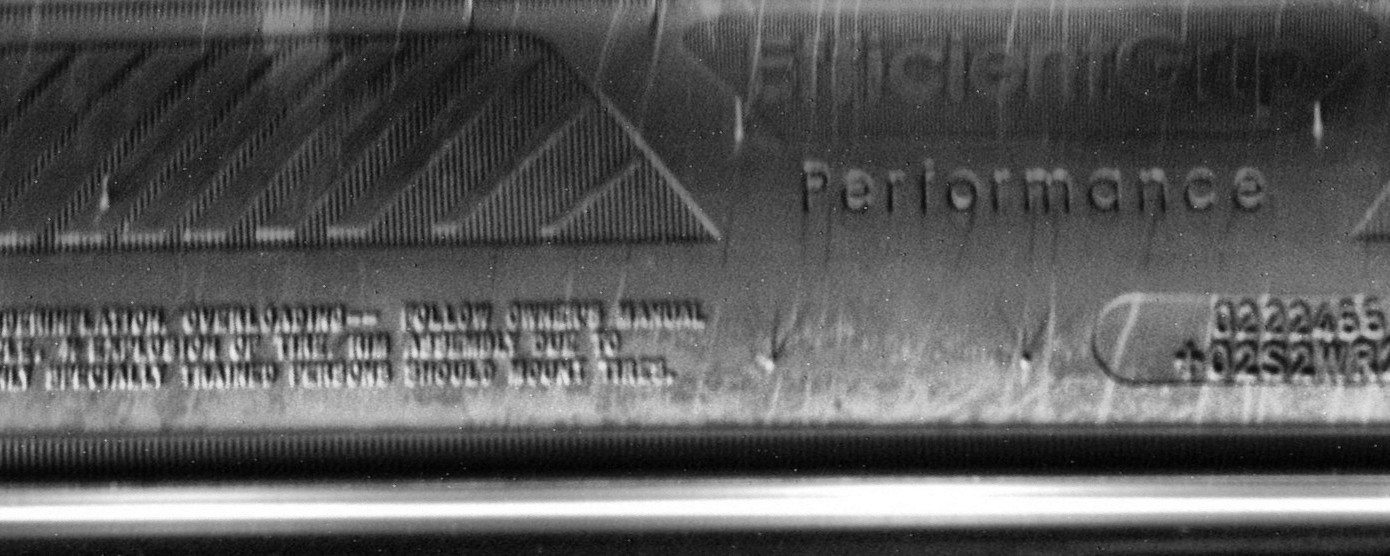 EfficientGrip
Performance
OVERLOADING-- FOLLOW OWNER'S MANUAL
EXPLOSION OF TIRE RIM ASSEMBLY DUE TO
SPECIALLY TRAINED PERSONS SHOULD MOUNT TIRES.
0222455
02S2WR